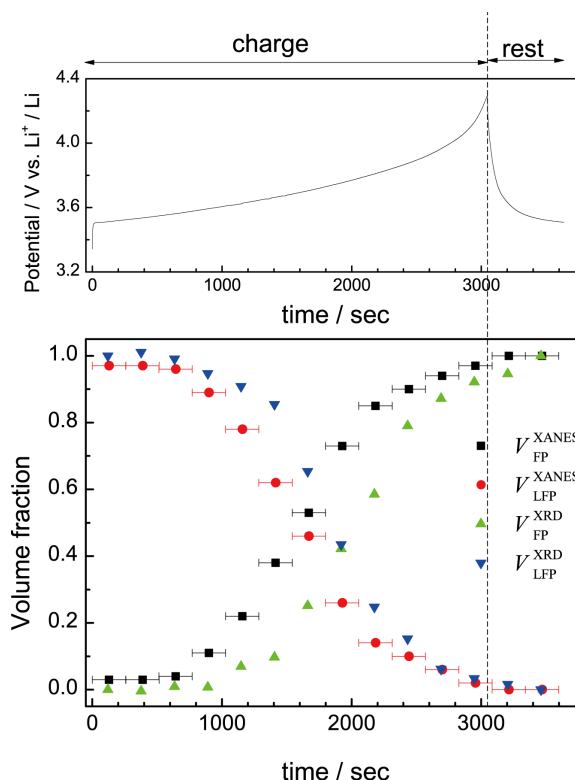 charge
rest
Potential / V vs. Li⁺ / Li
4.4
4.0
3.6
3.2
0
1000
2000
3000
time / sec
Volume fraction
1.0
0.8
0.6
0.4
0.2
0.0
V XANES FP
V XANES LFP
V XRD FP
V XRD LFP
0
1000
2000
3000
time / sec